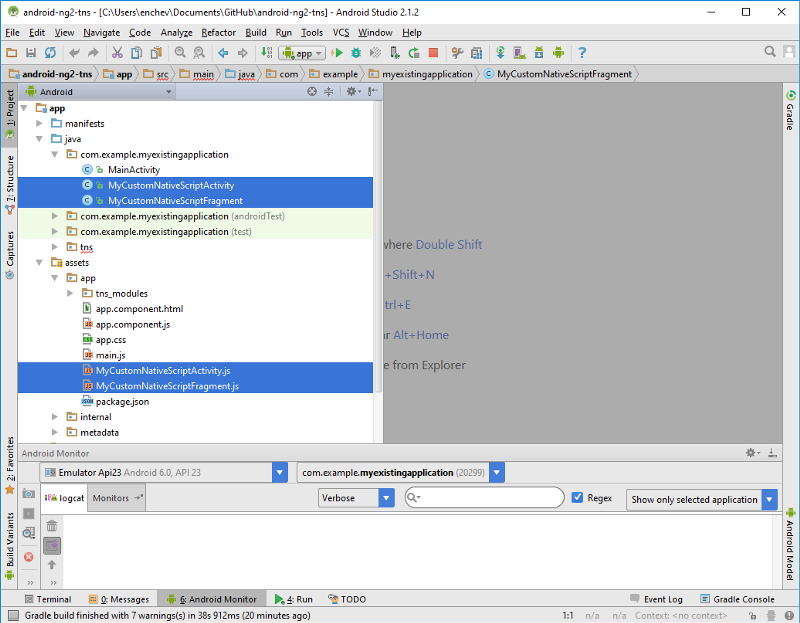 android-ng2-tns - [C:\Users\enchev\Documents\GitHub\android-ng2-tns] - Android Studio 2.1.2
File Edit View Navigate Code Analyze Refactor Build Run Tools VCS Window Help
app
android-ng2-tns app src main java com example myexistingapplication MyCustomNativeScriptFragment
1: Project
7: Structure
Captures
2: Favorites
Build Variants
Android
app
manifests
java
com.example.myexistingapplication
MainActivity
MyCustomNativeScriptActivity
MyCustomNativeScriptFragment
com.example.myexistingapplication (androidTest)
com.example.myexistingapplication (test)
tns
assets
app
tns_modules
app.component.html
app.component.js
app.css
main.js
MyCustomNativeScriptActivity.js
MyCustomNativeScriptFragment.js
package.json
internal
metadata
where Double Shift
+Shift+N
trl+E
ar Alt+Home
e from Explorer
Gradle
Android Model
Android Monitor
Emulator Api23 Android 6.0, API 23
com.example.myexistingapplication (20299)
logcat
Monitors
Verbose
Regex
Show only selected application
Terminal
0: Messages
6: Android Monitor
4: Run
TODO
Event Log
Gradle Console
Gradle build finished with 7 warnings(s) in 38s 912ms (20 minutes ago)
1:1 n/a n/a Context: <no context>